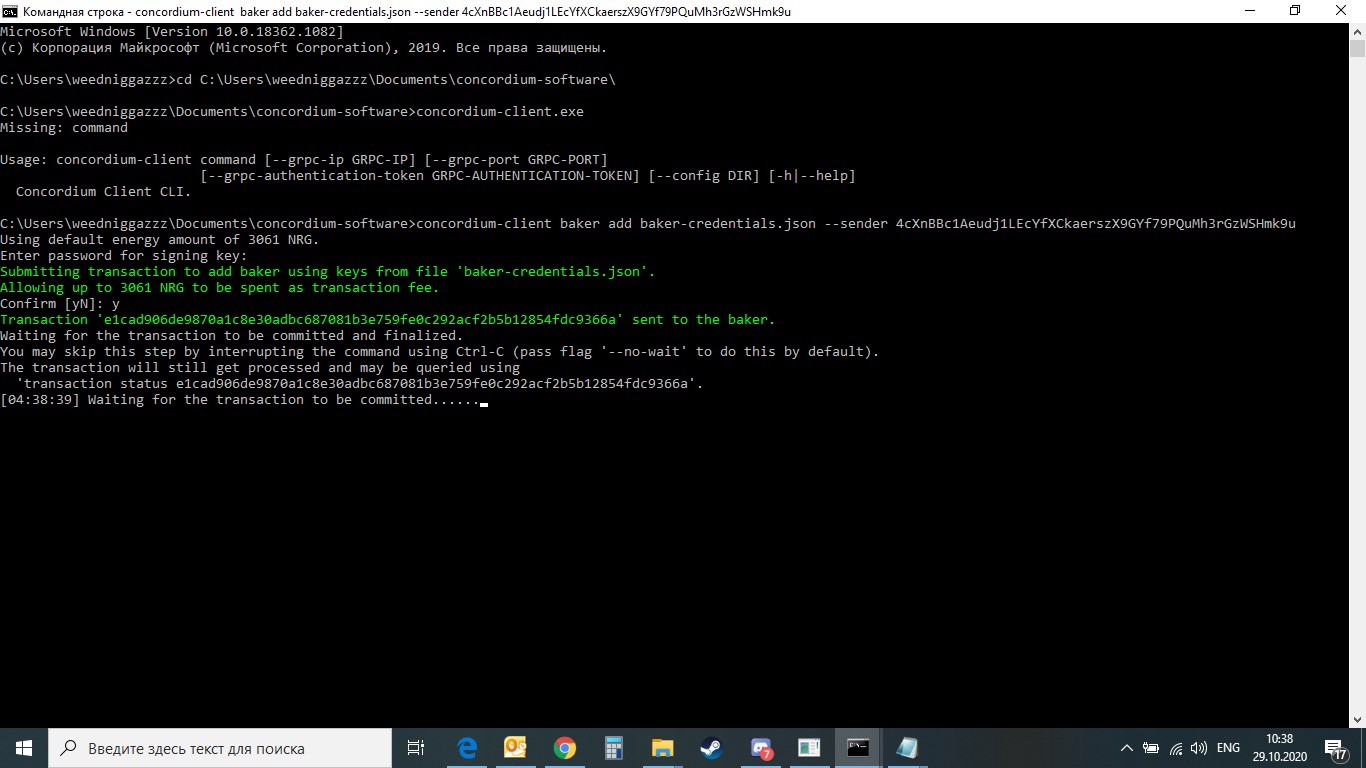 Командная строка - concordium-client  baker add baker-credentials.json --sender 4cXnBBc1Aeudj1LEcYfXCkaerszX9GYf79PQuMh3rGzWSHmk9u
Microsoft Windows [Version 10.0.18362.1082]
(c) Корпорация Майкрософт (Microsoft Corporation), 2019. Все права защищены.
C:\Users\weedniggazzz>cd C:\Users\weedniggazzz\Documents\concordium-software\
C:\Users\weedniggazzz\Documents\concordium-software>concordium-client.exe
Missing: command
Usage: concordium-client command [--grpc-ip GRPC-IP] [--grpc-port GRPC-PORT]
[--grpc-authentication-token GRPC-AUTHENTICATION-TOKEN] [--config DIR] [-h|--help]
Concordium Client CLI.
C:\Users\weedniggazzz\Documents\concordium-software>concordium-client baker add baker-credentials.json --sender 4cXnBBc1Aeudj1LEcYfXCkaerszX9GYf79PQuMh3rGzWSHmk9u
Using default energy amount of 3061 NRG.
Enter password for signing key:
Submitting transaction to add baker using keys from file 'baker-credentials.json'.
Allowing up to 3061 NRG to be spent as transaction fee.
Confirm [yN]: y
Transaction 'e1cad906de9870a1c8e30adbc687081b3e759fe0c292acf2b5b12854fdc9366a' sent to the baker.
Waiting for the transaction to be committed and finalized.
You may skip this step by interrupting the command using Ctrl-C (pass flag '--no-wait' to do this by default).
The transaction will still get processed and may be queried using
'transaction status e1cad906de9870a1c8e30adbc687081b3e759fe0c292acf2b5b12854fdc9366a'.
[04:38:39] Waiting for the transaction to be committed......
Введите здесь текст для поиска
7
ENG
10:38
29.10.2020
17